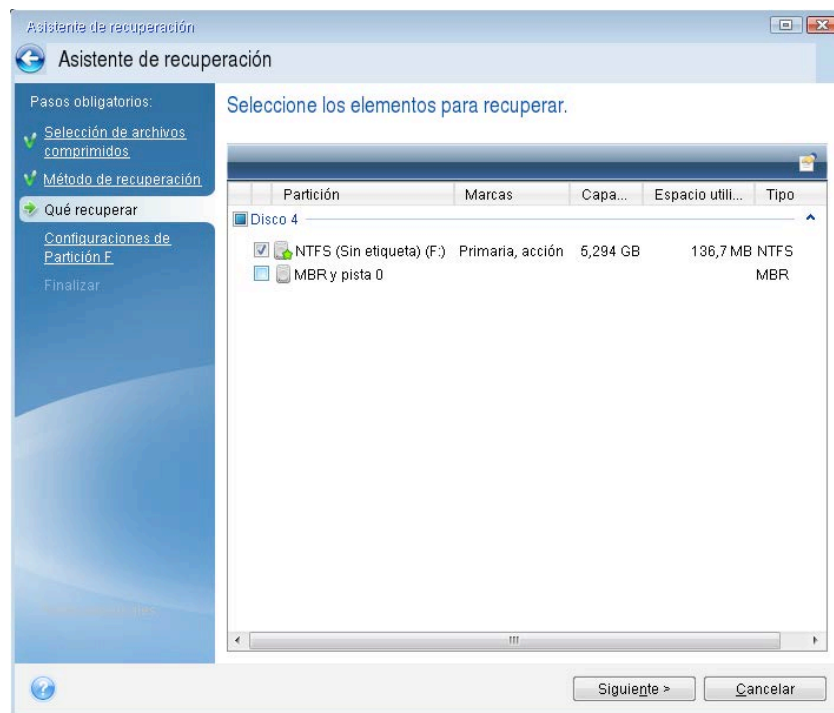 Asistente de recuperación
Asistente de recuperación
Pasos obligatorios:
Selección de archivos
comprimidos
Método de recuperación
Qué recuperar
Configuraciones de
Partición F
Finalizar
Seleccione los elementos para recuperar.
Partición Marcas Capa... Espacio utili... Tipo
Disco 4
NTFS (Sin etiqueta) (F:) Primaria, acción 5,294 GB 136,7 MB NTFS
MBR y pista 0 MBR
Siguiente > Cancelar